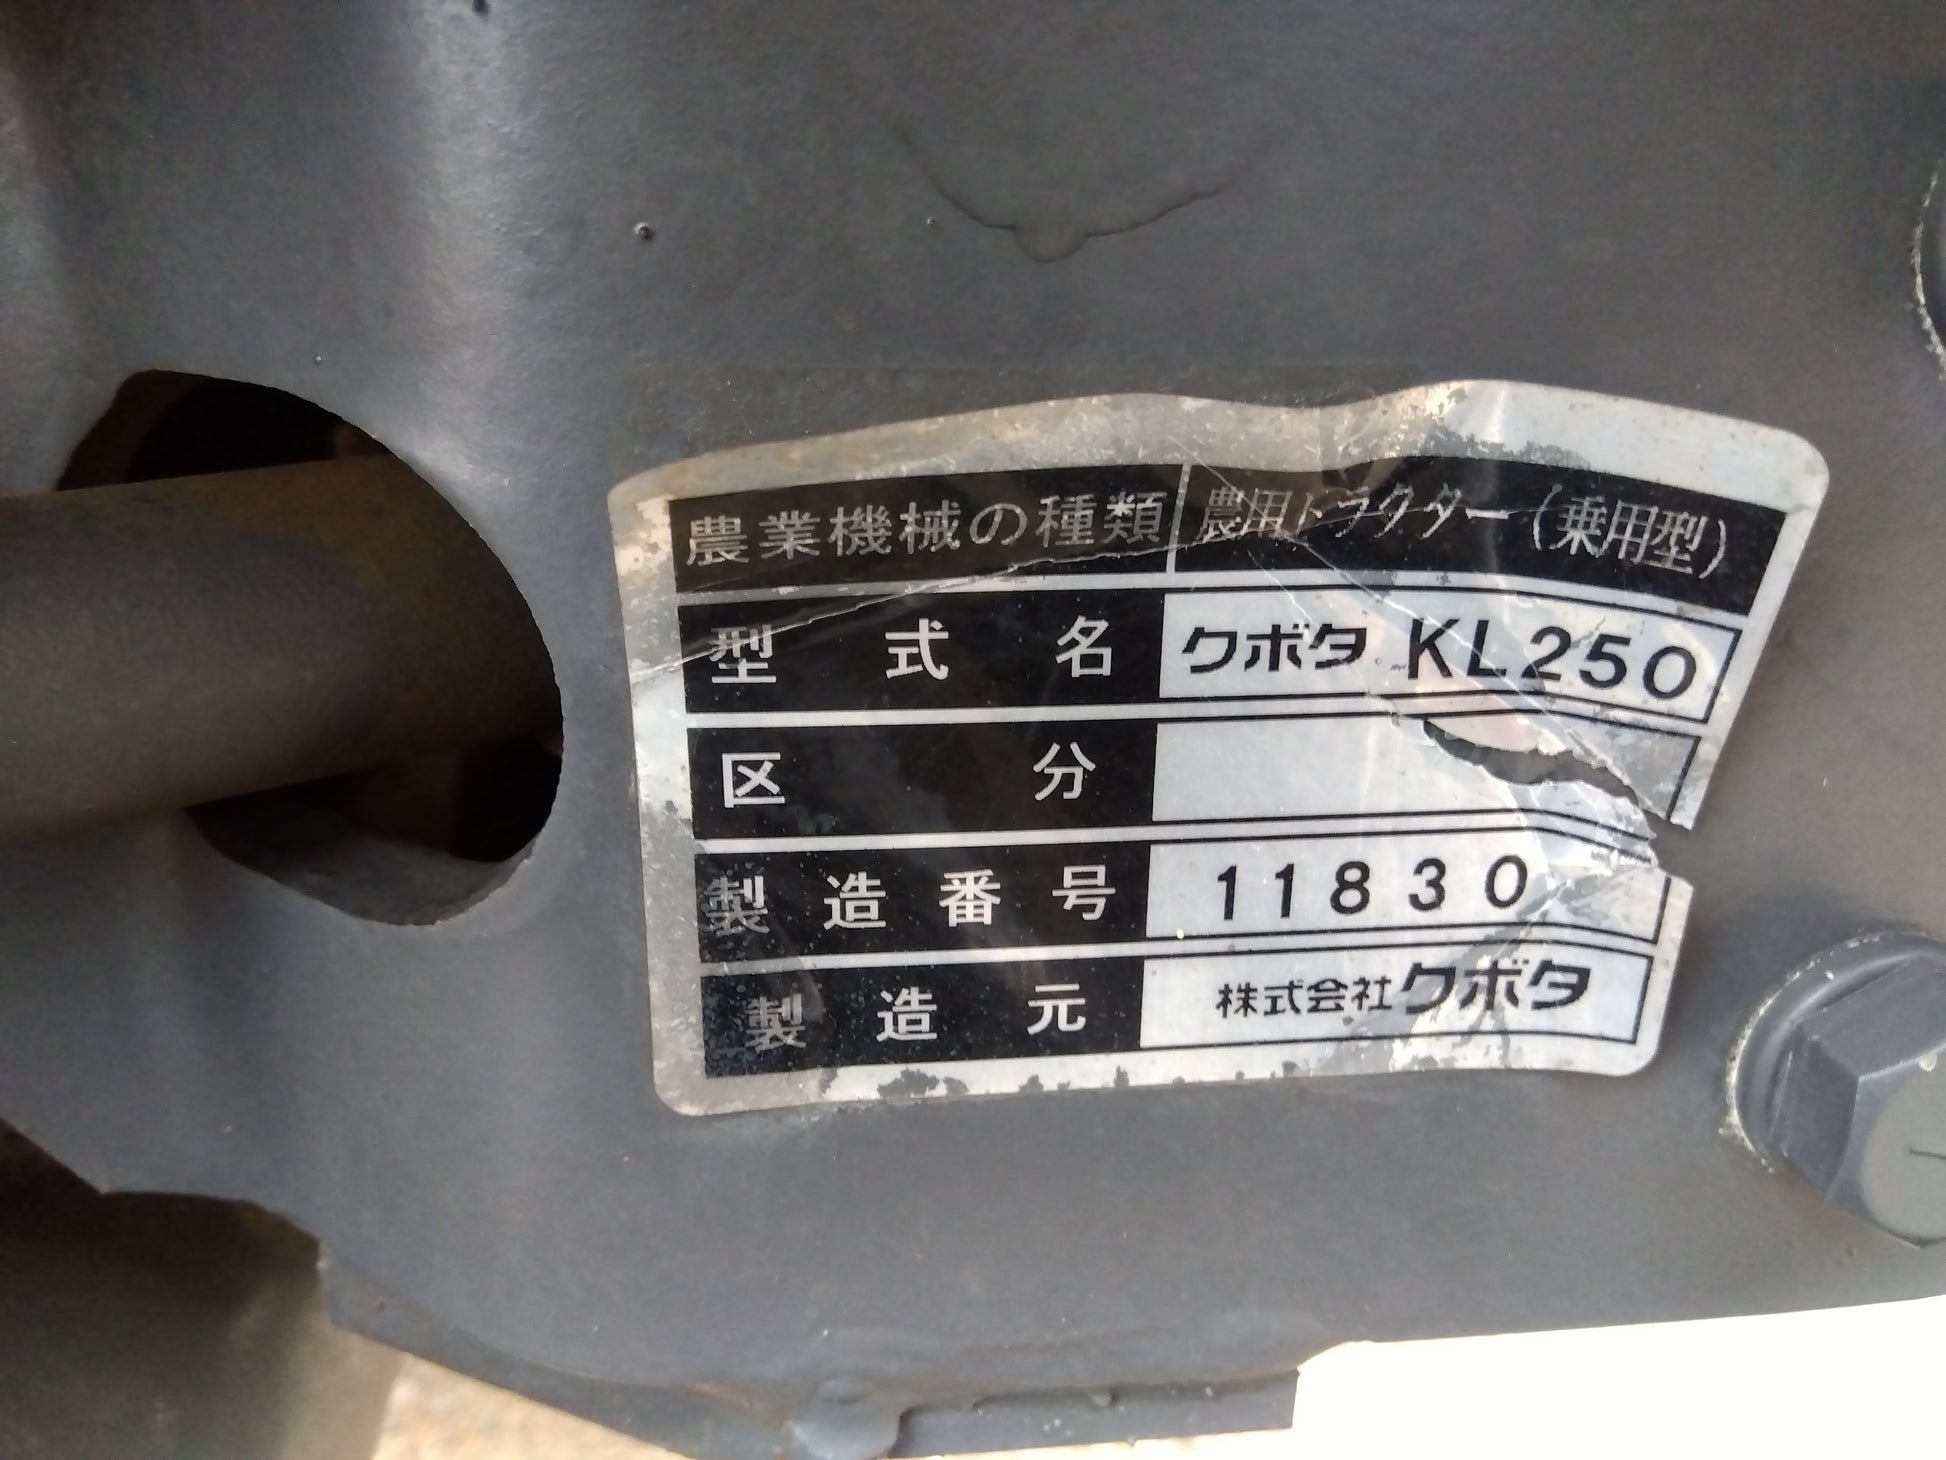 農業機械の種類 農用トラクター(乗用型)
型式名 クボタ KL250
区分
製造番号 11830
製造元 株式会社クボタ